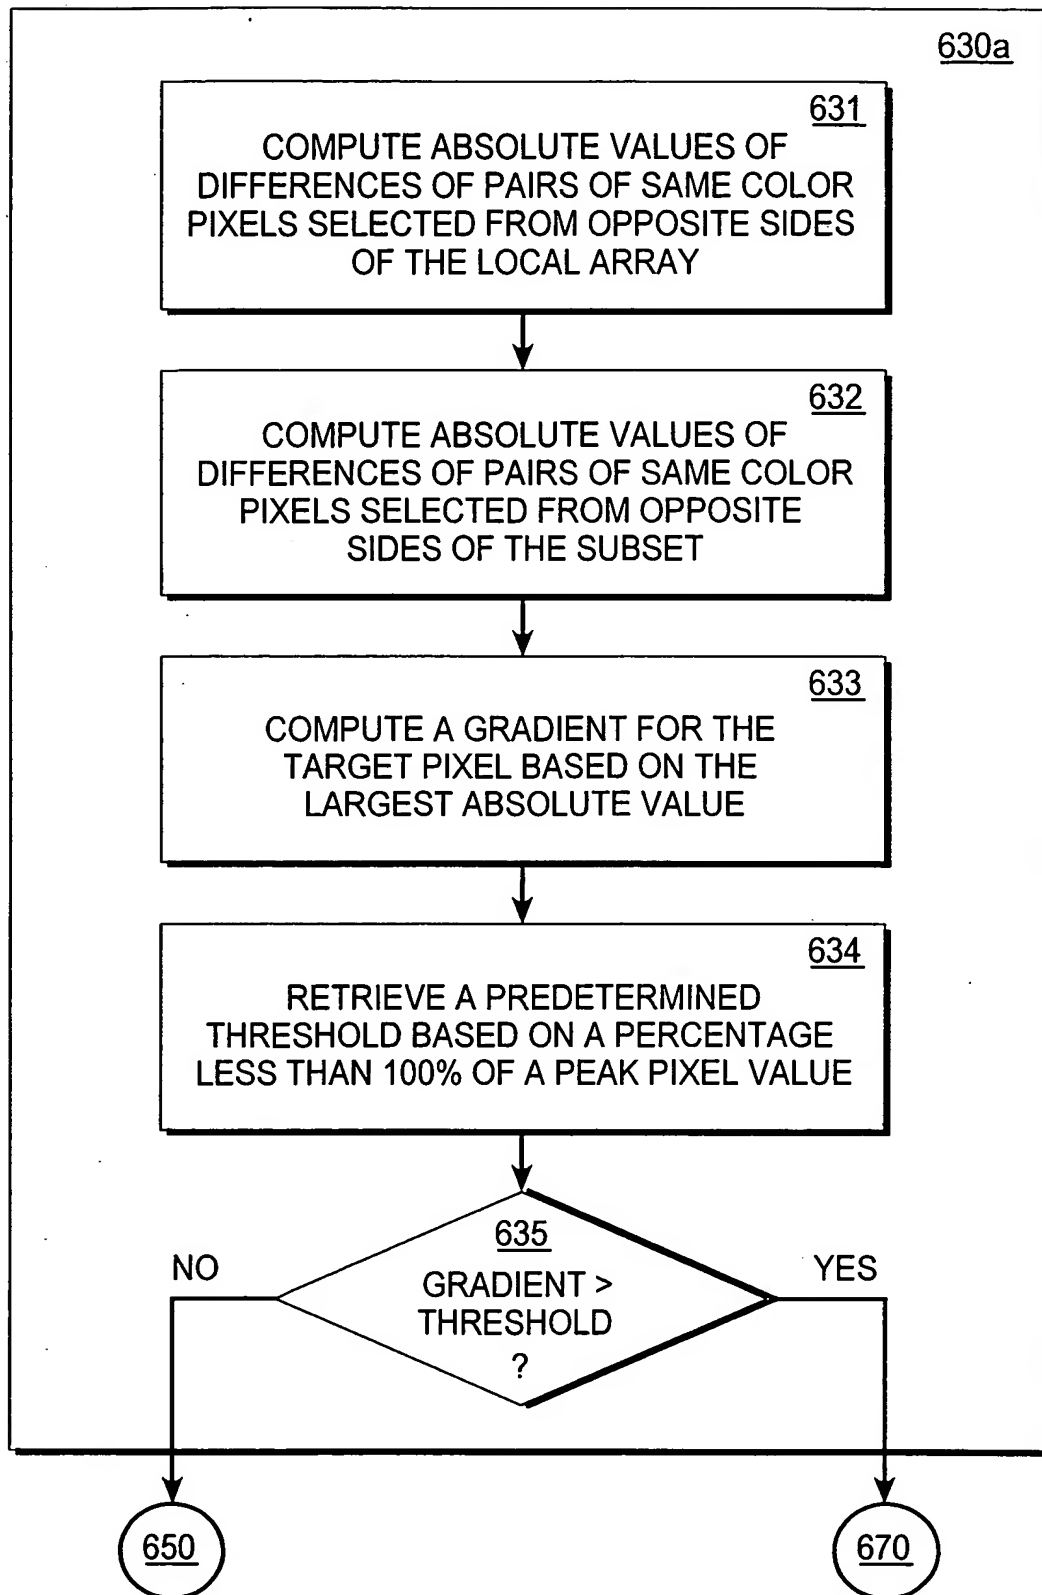 630a
631
COMPUTE ABSOLUTE VALUES OF
DIFFERENCES OF PAIRS OF SAME COLOR
PIXELS SELECTED FROM OPPOSITE SIDES
OF THE LOCAL ARRAY
632
COMPUTE ABSOLUTE VALUES OF
DIFFERENCES OF PAIRS OF SAME COLOR
PIXELS SELECTED FROM OPPOSITE
SIDES OF THE SUBSET
633
COMPUTE A GRADIENT FOR THE
TARGET PIXEL BASED ON THE
LARGEST ABSOLUTE VALUE
634
RETRIEVE A PREDETERMINED
THRESHOLD BASED ON A PERCENTAGE
LESS THAN 100% OF A PEAK PIXEL VALUE
635
NO
YES
GRADIENT >
THRESHOLD
?
650
670